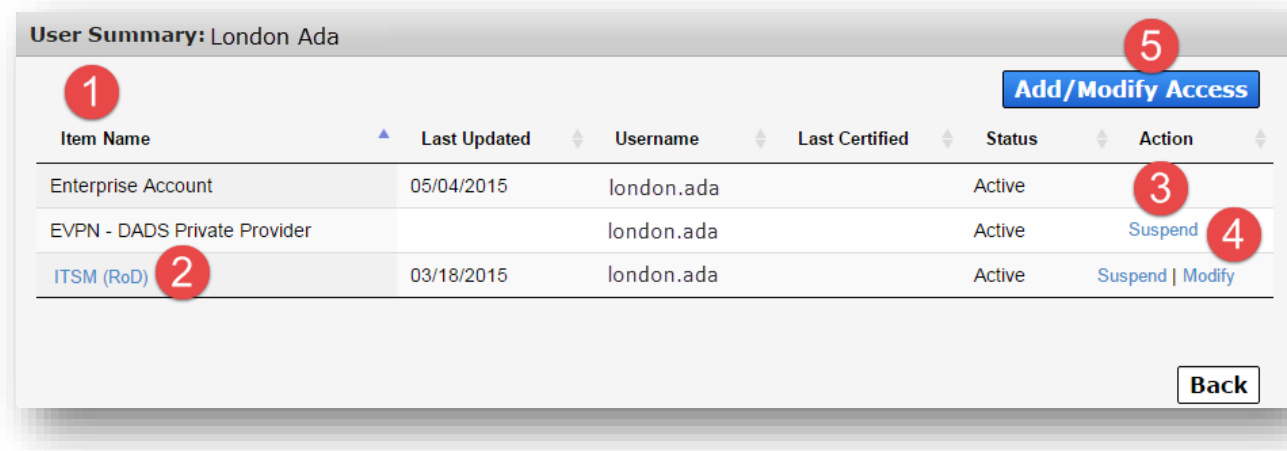 User Summary: London Ada
5
1
Add/Modify Access
Item Name Last Updated Username Last Certified Status Action
Enterprise Account 05/04/2015 london.ada Active
3
EVPN - DADS Private Provider london.ada Active Suspend
4
ITSM (RoD) 2 03/18/2015 london.ada Active Suspend | Modify
Back